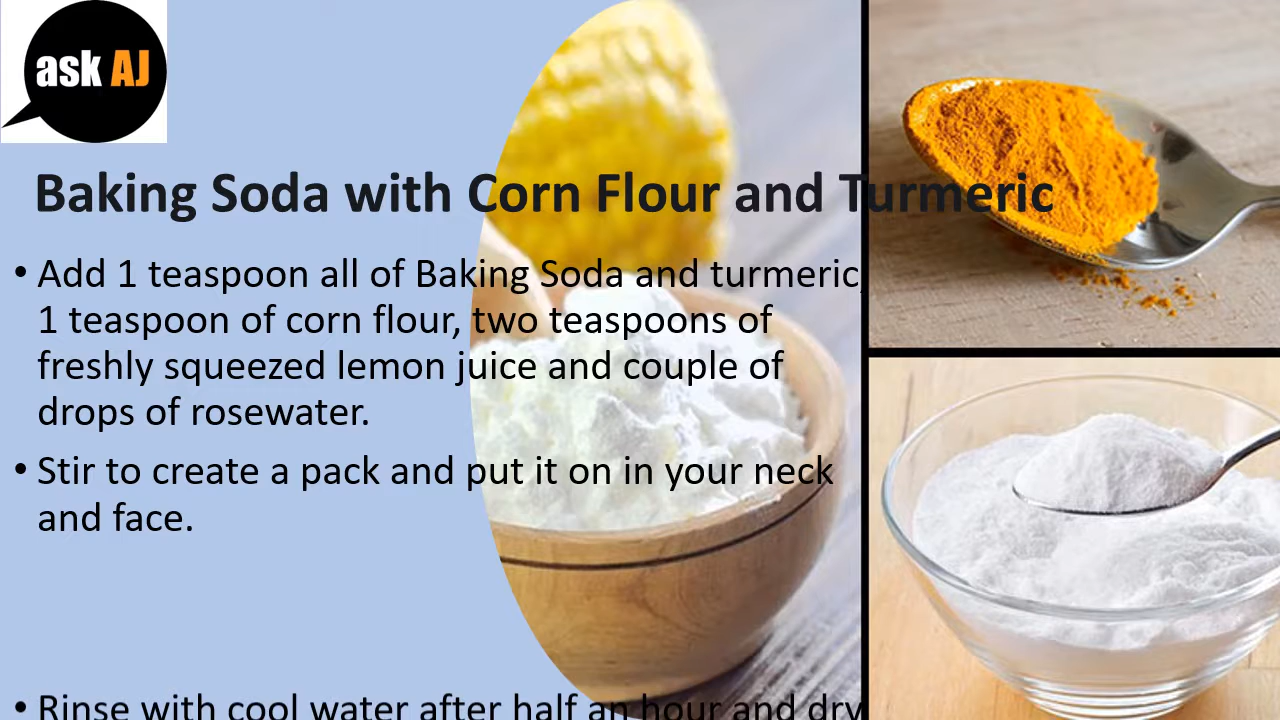 ask AJ
Baking Soda with Corn Flour and Turmeric
• Add 1 teaspoon all of Baking Soda and turmeric,
1 teaspoon of corn flour, two teaspoons of
freshly squeezed lemon juice and couple of
drops of rosewater.
• Stir to create a pack and put it on in your neck
and face.
• Rinse with cool water after half an hour and dry